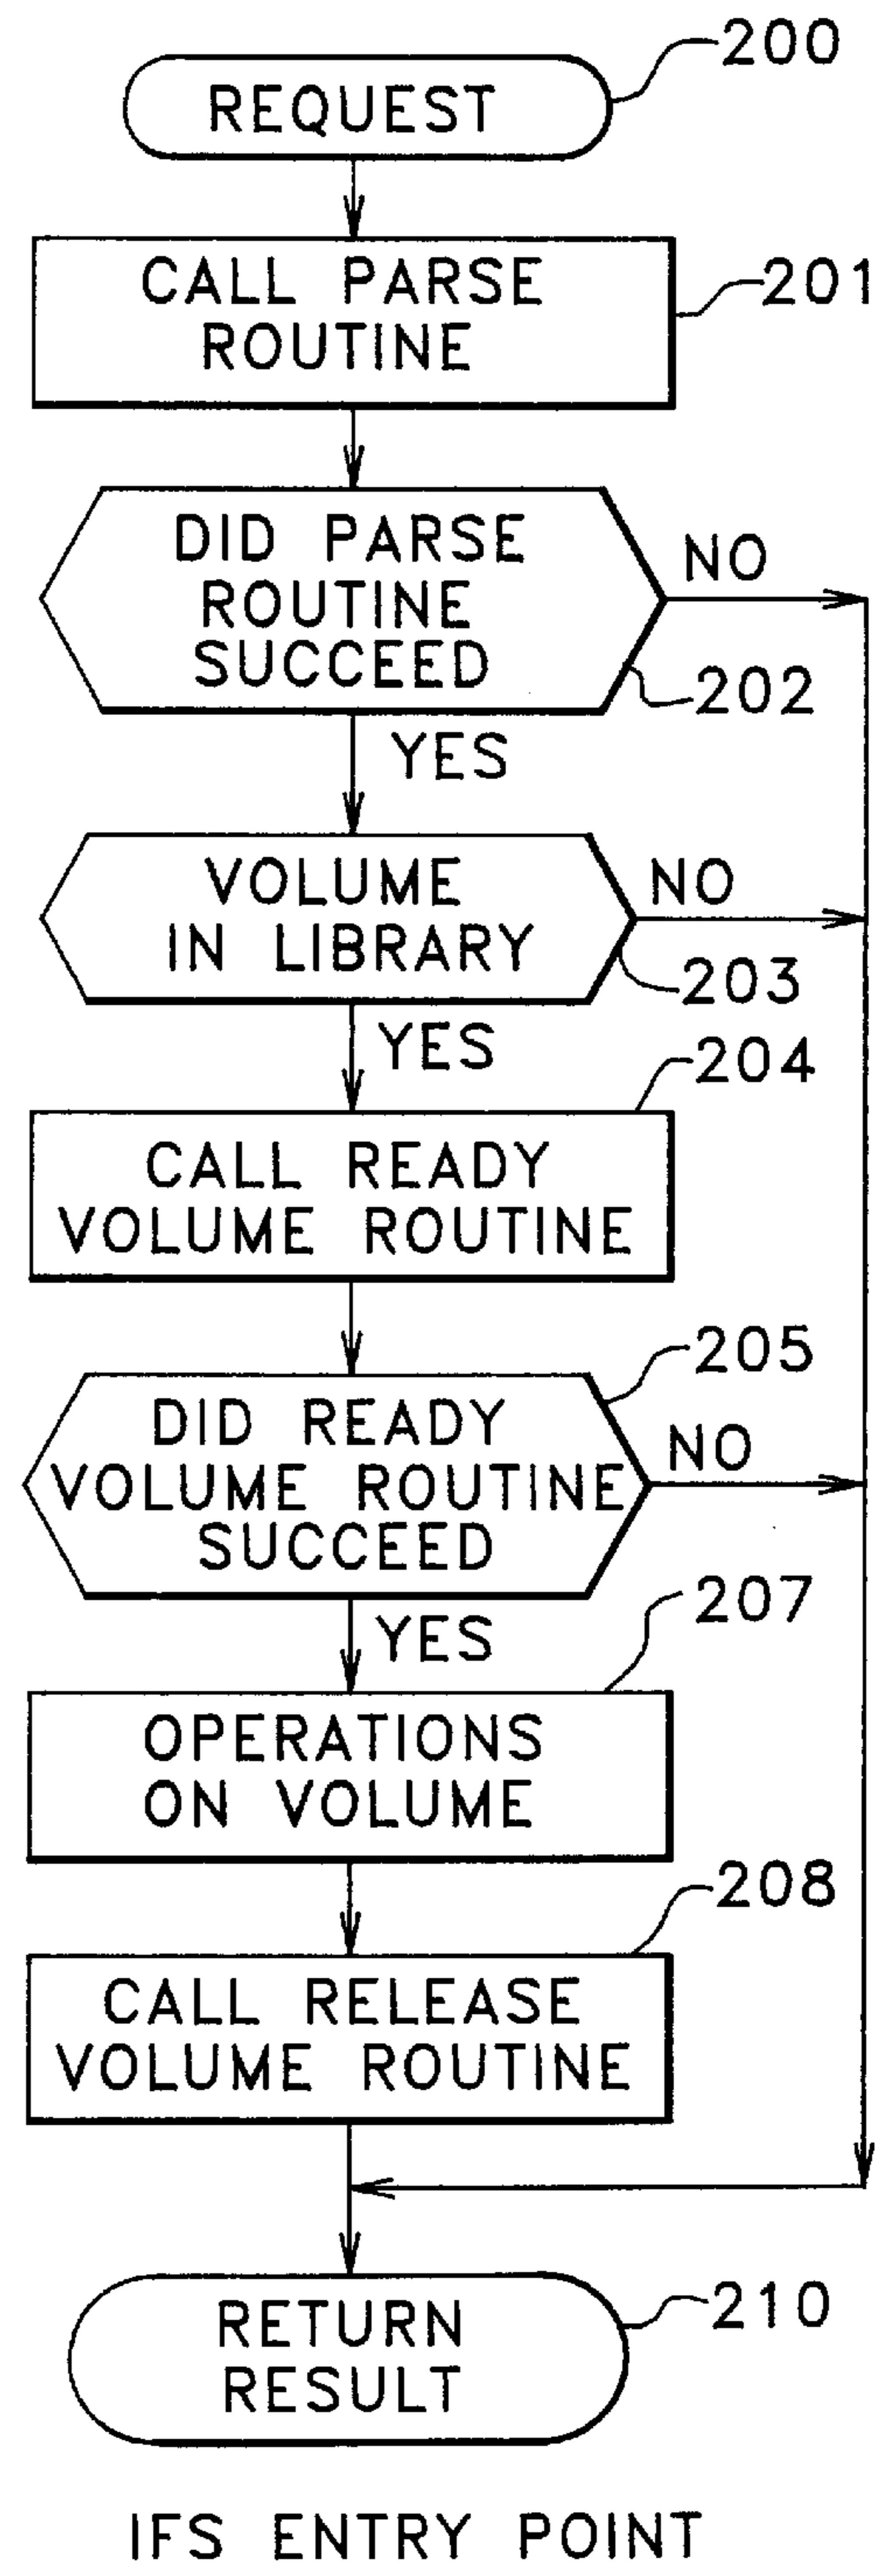 200
REQUEST
CALL PARSE
ROUTINE
201
DID PARSE
ROUTINE
SUCCEED
NO
202
YES
VOLUME
IN LIBRARY
NO
203
YES
204
CALL READY
VOLUME ROUTINE
205
DID READY
VOLUME ROUTINE
SUCCEED
NO
YES
207
OPERATIONS
ON VOLUME
208
CALL RELEASE
VOLUME ROUTINE
RETURN
RESULT
210
IFS ENTRY POINT